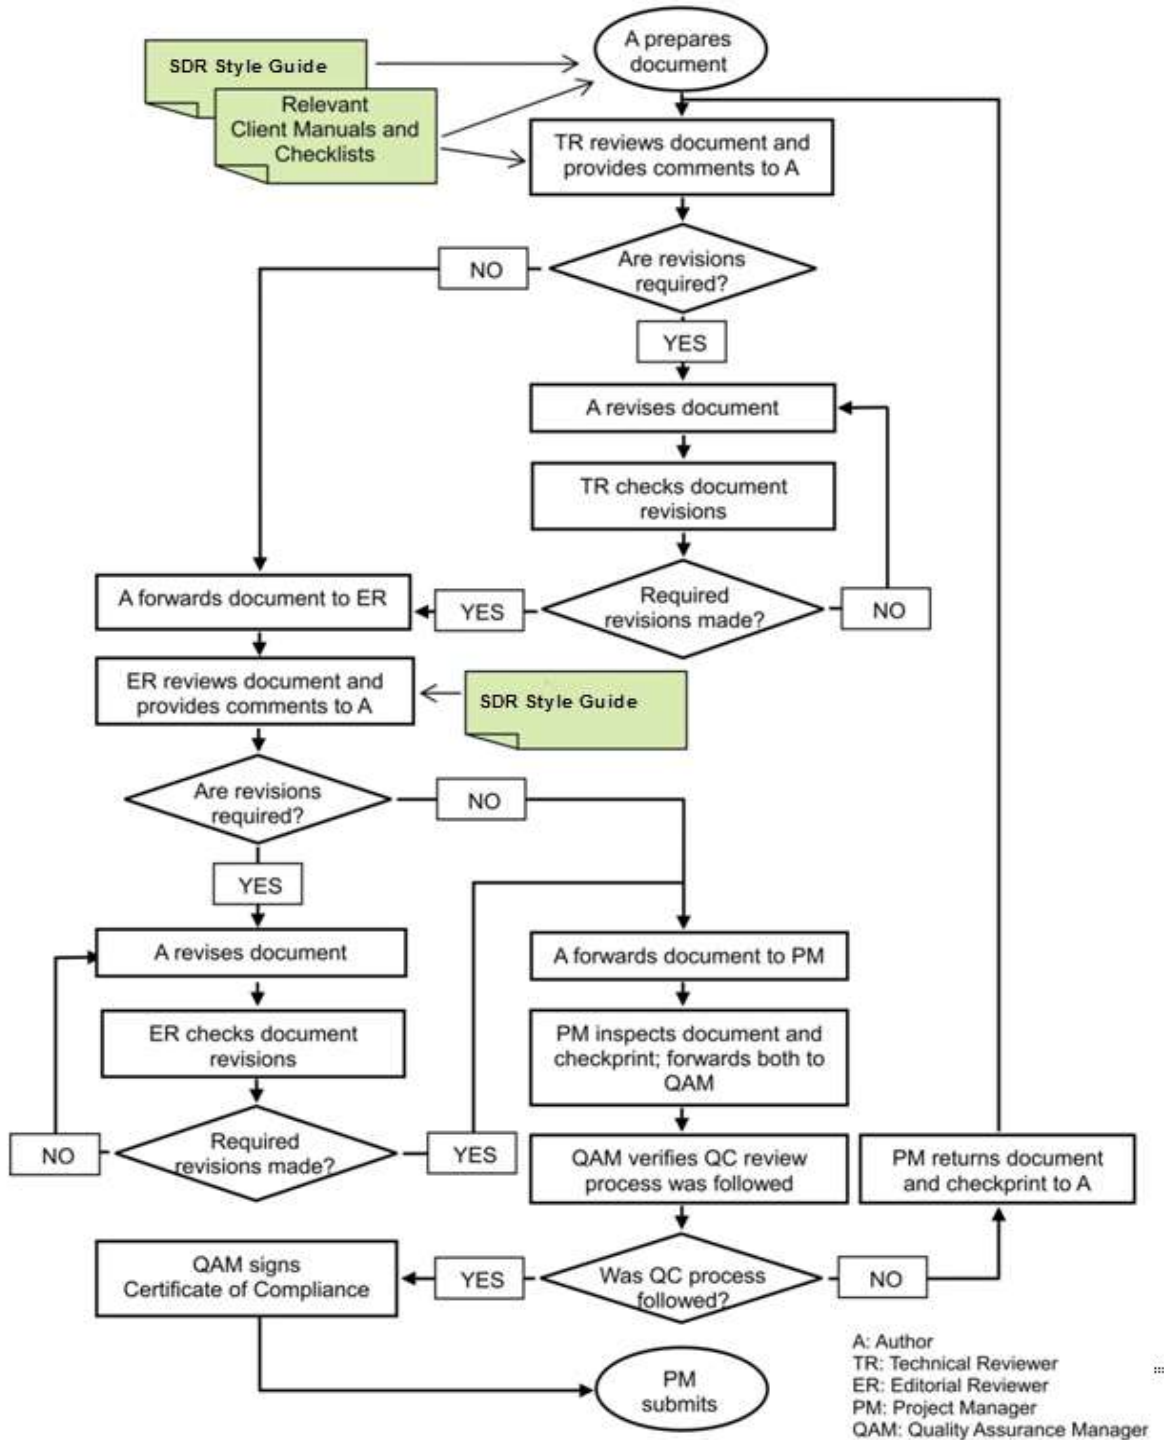 A prepares
document
SDR Style Guide
Relevant
Client Manuals and
Checklists
TR reviews document and
provides comments to A
Are revisions
required?
NO
YES
A revises document
TR checks document
revisions
Required
revisions made?
NO
YES
A forwards document to ER
ER reviews document and
provides comments to A
SDR Style Guide
Are revisions
required?
NO
YES
A revises document
A forwards document to PM
ER checks document
revisions
PM inspects document and
checkprint; forwards both to
QAM
Required
revisions made?
NO
YES
QAM verifies QC review
process was followed
PM returns document
and checkprint to A
QAM signs
Certificate of Compliance
YES
Was QC process
followed?
NO
PM
submits
A: Author
TR: Technical Reviewer
ER: Editorial Reviewer
PM: Project Manager
QAM: Quality Assurance Manager